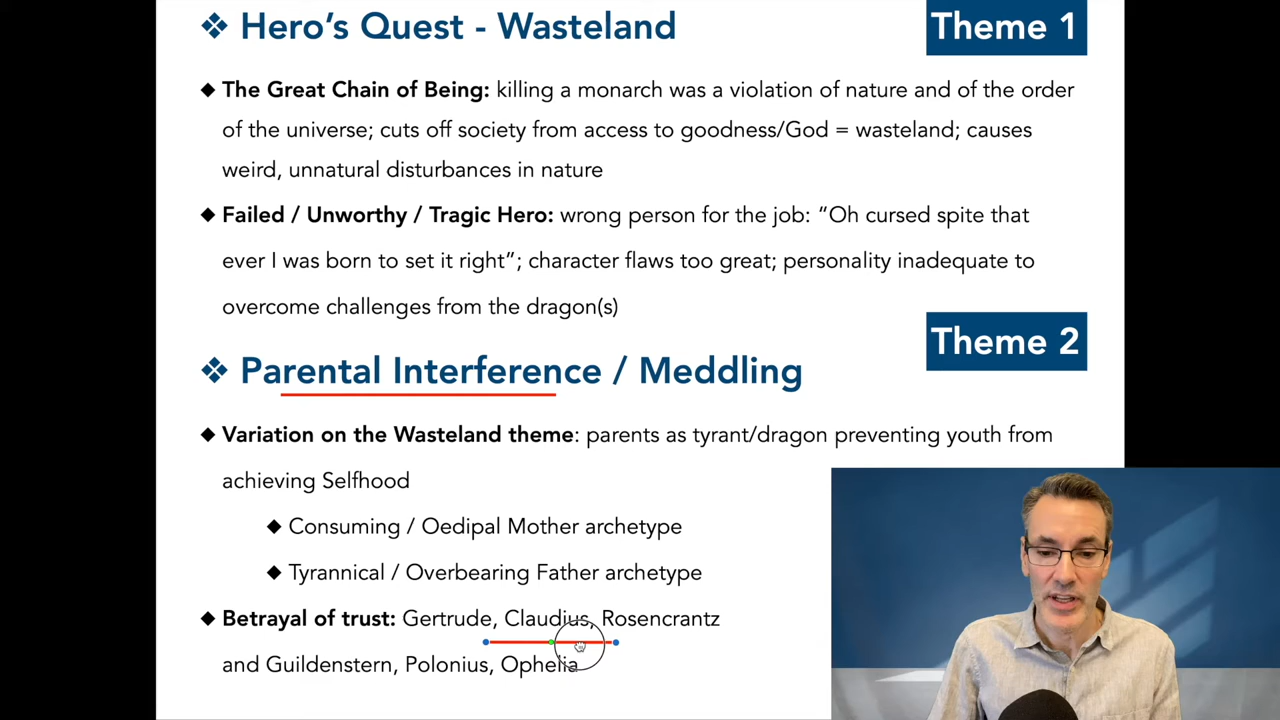 ❖ Hero’s Quest - Wasteland
Theme 1
◆ The Great Chain of Being: killing a monarch was a violation of nature and of the order
of the universe; cuts off society from access to goodness/God = wasteland; causes
weird, unnatural disturbances in nature
◆ Failed / Unworthy / Tragic Hero: wrong person for the job: “Oh cursed spite that
ever I was born to set it right”; character flaws too great; personality inadequate to
overcome challenges from the dragon(s)
Theme 2
❖ Parental Interference / Meddling
◆ Variation on the Wasteland theme: parents as tyrant/dragon preventing youth from
achieving Selfhood
◆ Consuming / Oedipal Mother archetype
◆ Tyrannical / Overbearing Father archetype
◆ Betrayal of trust: Gertrude, Claudius, Rosencrantz
and Guildenstern, Polonius, Ophelia